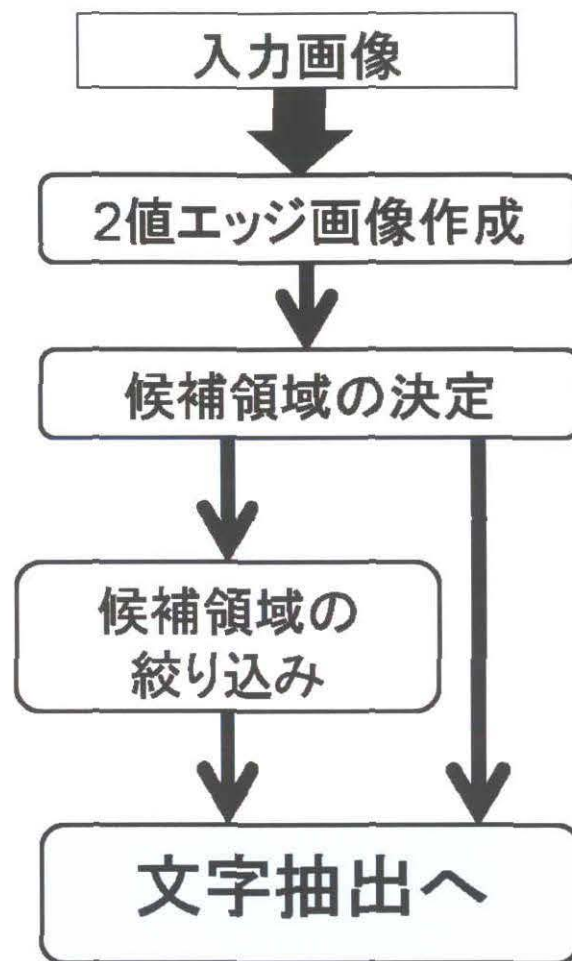 入力画像
2値エッジ画像作成
候補領域の決定
候補領域の
絞り込み
文字抽出へ